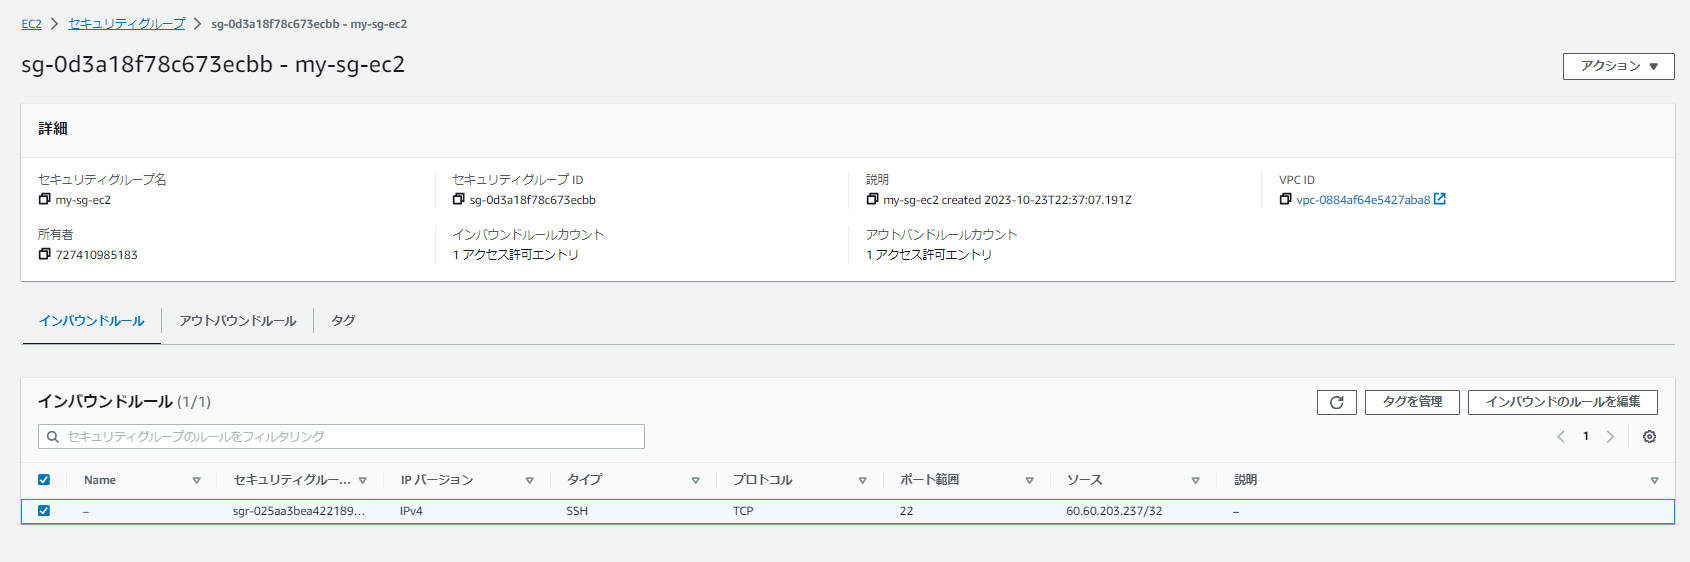 EC2 > セキュリティグループ > sg-0d3a18f78c673ecbb - my-sg-ec2
sg-0d3a18f78c673ecbb - my-sg-ec2
アクション
詳細
セキュリティグループ名
my-sg-ec2
セキュリティグループ ID
sg-0d3a18f78c673ecbb
説明
my-sg-ec2 created 2023-10-23T22:37:07.191Z
VPC ID
vpc-0884af64e5427aba8
所有者
727410985183
インバウンドルールカウント
1 アクセス許可エントリ
アウトバンドルールカウント
1 アクセス許可エントリ
インバウンドルール アウトバウンドルール タグ
インバウンドルール (1/1)
タグを管理 インバウンドのルールを編集
セキュリティグループのルールをフィルタリング
1
Name セキュリティグルー... IP バージョン タイプ プロトコル ポート範囲 ソース 説明
– sgr-025aa3bea422189... IPv4 SSH TCP 22 60.60.203.237/32 –